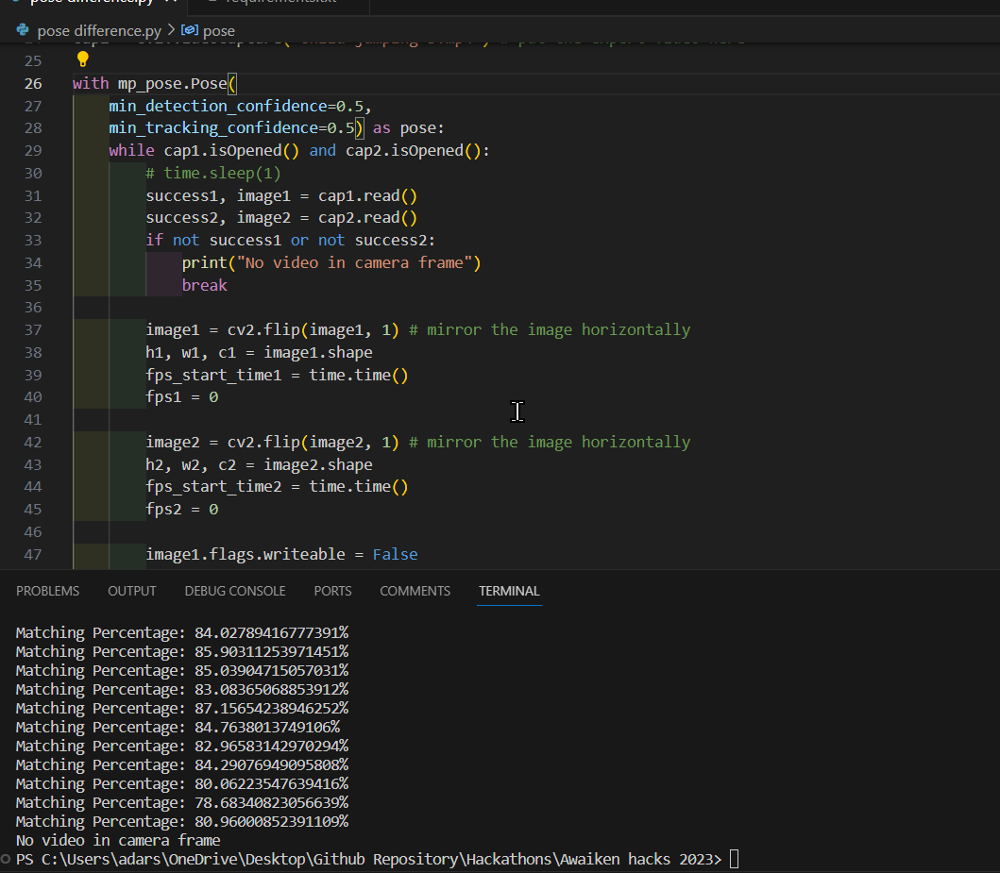 pose difference.py requirements.txt
pose difference.py > pose
25
26 with mp_pose.Pose(
27 min_detection_confidence=0.5,
28 min_tracking_confidence=0.5) as pose:
29 while cap1.isOpened() and cap2.isOpened():
30 # time.sleep(1)
31 success1, image1 = cap1.read()
32 success2, image2 = cap2.read()
33 if not success1 or not success2:
34 print("No video in camera frame")
35 break
36
37 image1 = cv2.flip(image1, 1) # mirror the image horizontally
38 h1, w1, c1 = image1.shape
39 fps_start_time1 = time.time()
40 fps1 = 0
41
42 image2 = cv2.flip(image2, 1) # mirror the image horizontally
43 h2, w2, c2 = image2.shape
44 fps_start_time2 = time.time()
45 fps2 = 0
46
47 image1.flags.writeable = False
PROBLEMS OUTPUT DEBUG CONSOLE PORTS COMMENTS TERMINAL
Matching Percentage: 84.02789416777391%
Matching Percentage: 85.90311253971451%
Matching Percentage: 85.03904715057031%
Matching Percentage: 83.08365068853912%
Matching Percentage: 87.15654238946252%
Matching Percentage: 84.7638013749106%
Matching Percentage: 82.96583142970294%
Matching Percentage: 84.29076949095808%
Matching Percentage: 80.06223547639416%
Matching Percentage: 78.68340823056639%
Matching Percentage: 80.96000852391109%
No video in camera frame
PS C:\Users\adars\OneDrive\Desktop\Github Repository\Hackathons\Awaiken hacks 2023>